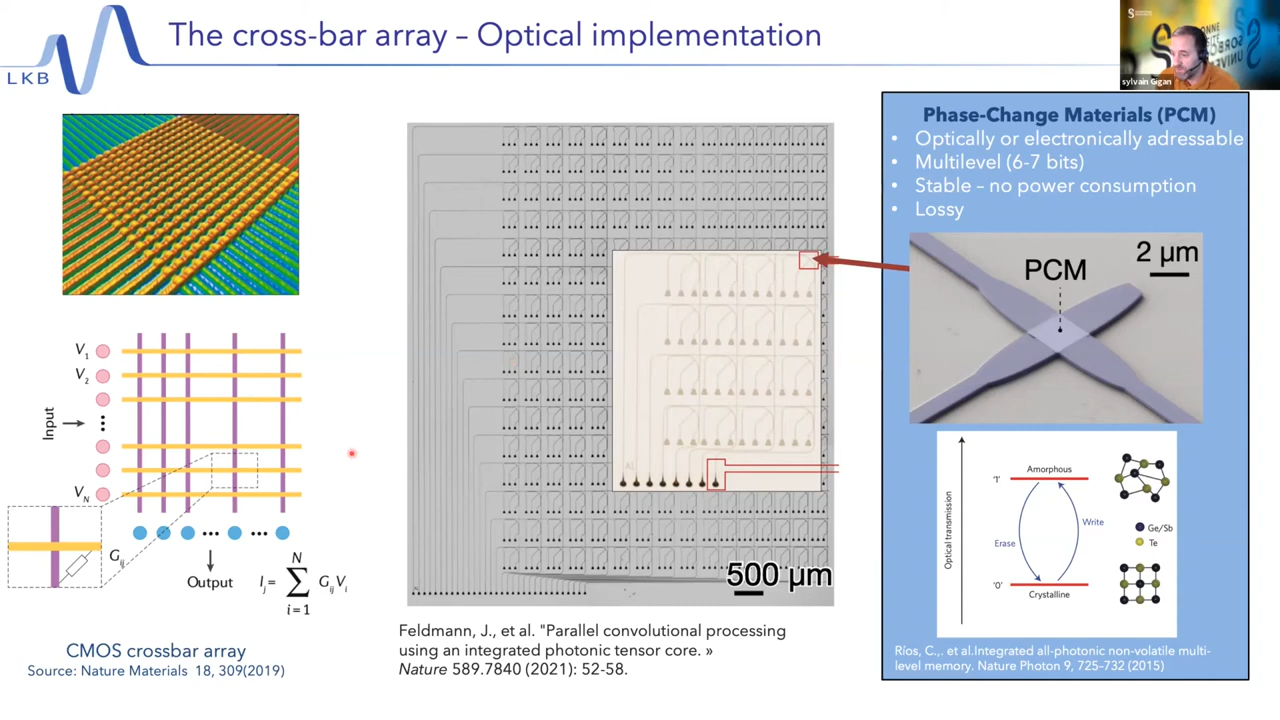 The cross-bar array – Optical implementation
LKB
sylvain Gigan
V1
V2
Input
VN
Gij
Output
Ij= N ∑ i=1 GijVi
CMOS crossbar array
Source: Nature Materials 18, 309(2019)
500 µm
Feldmann, J., et al. "Parallel convolutional processing
using an integrated photonic tensor core. »
Nature 589.7840 (2021): 52-58.
Phase-Change Materials (PCM)
• Optically or electronically adressable
• Multilevel (6-7 bits)
• Stable – no power consumption
• Lossy
2 µm
PCM
Optical transmission
Amorphous
'1'
Write
Erase
'0'
Crystalline
Ge/Sb
Te
Ríos, C.,. et al.Integrated all-photonic non-volatile multi-
level memory. Nature Photon 9, 725–732 (2015)